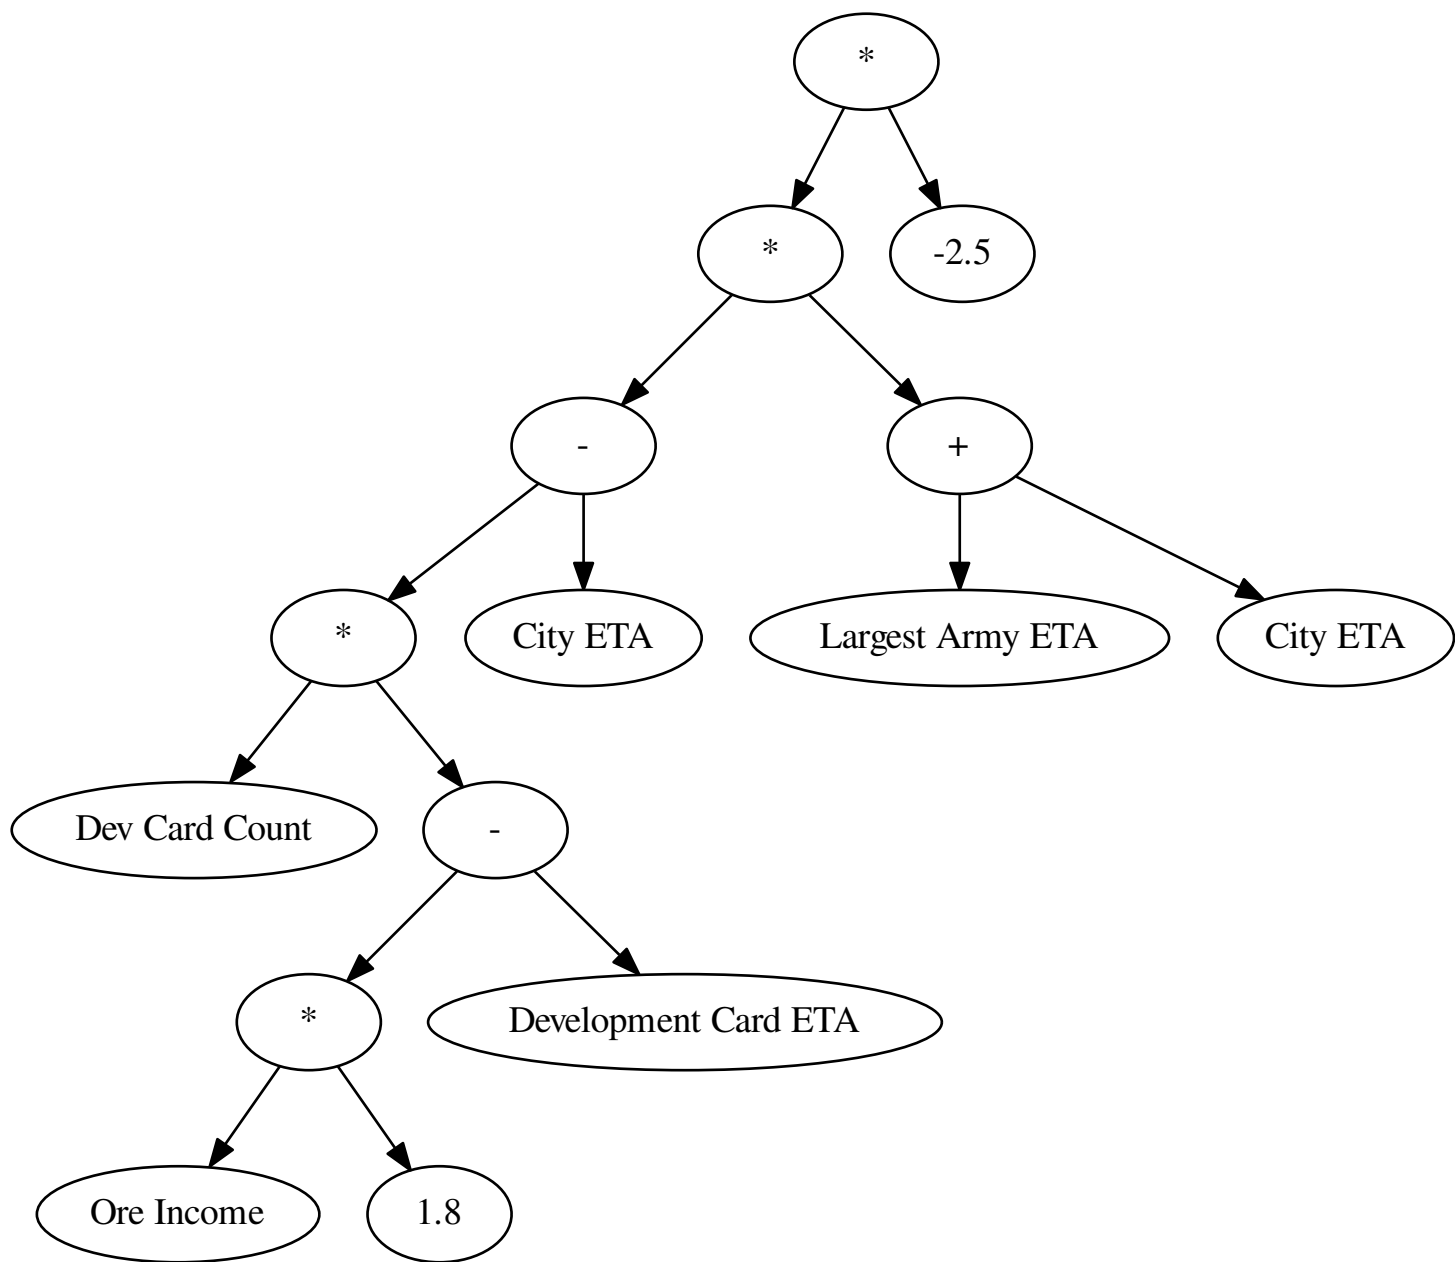 *
*
-2.5
-
+
*
City ETA
Largest Army ETA
City ETA
Dev Card Count
-
*
Development Card ETA
Ore Income
1.8